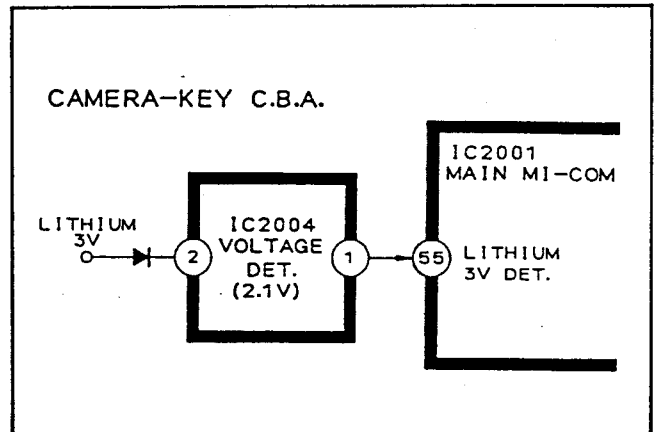 CAMERA-KEY C.B.A.
IC2001
MAIN MI-COM
LITHIUM
3V
2
IC2004
VOLTAGE
DET.
(2.1V)
1
55
LITHIUM
3V DET.